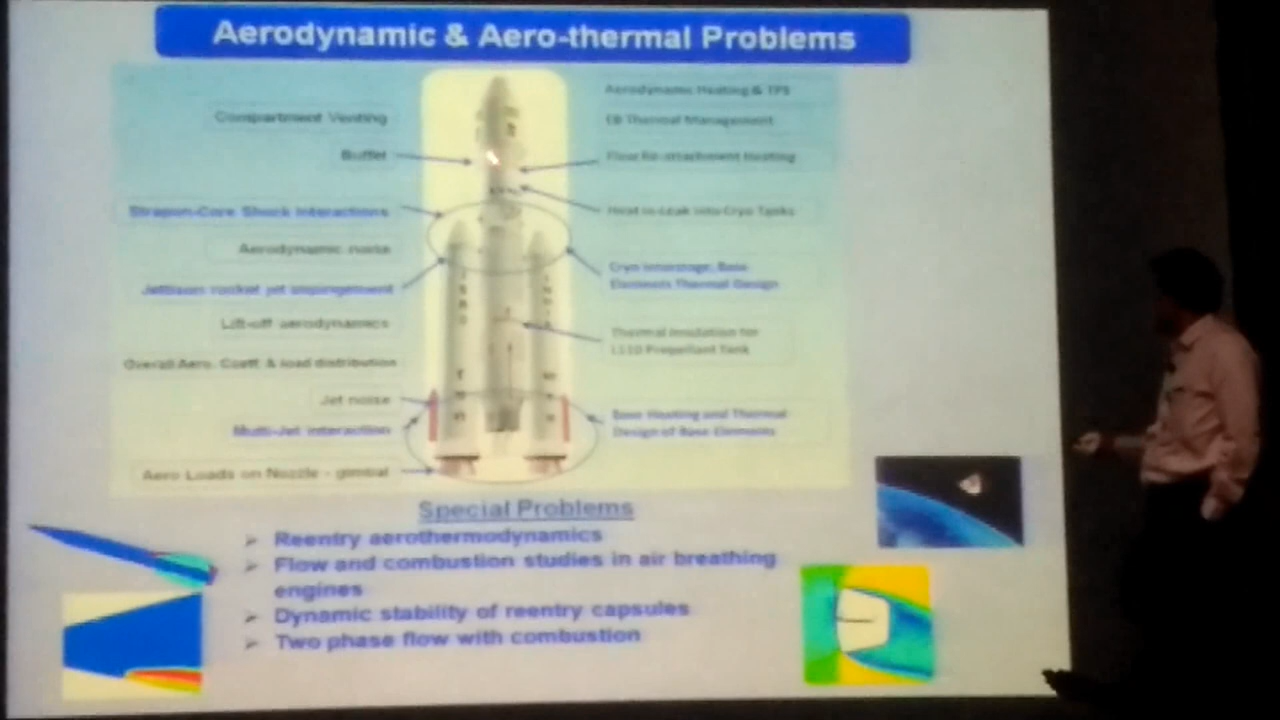 Aerodynamic & Aero-thermal Problems
Compartment Venting
Buffet
Strapon-Core Shock Interactions
Aerodynamic noise
Jettison rocket jet impingement
Lift-off aerodynamics
Overall Aero. Coeff. & load distribution
Jet noise
Multi-Jet interaction
Aero Loads on Nozzle - gimbal
Aerodynamic Heating & TPS
EB Thermal Management
Flow Re-attachment Heating
Heat in-Leak into Cryo Tanks
Cryo Interstage, Base
Elements Thermal Design
Thermal Insulation for
L110 Propellant Tank
Base Heating and Thermal
Design of Base Elements
Special Problems
➢ Reentry aerothermodynamics
➢ Flow and combustion studies in air breathing
engines
➢ Dynamic stability of reentry capsules
➢ Two phase flow with combustion